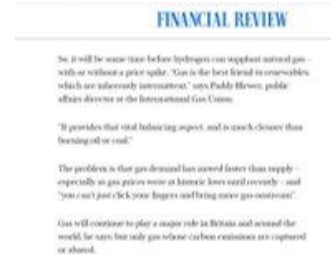 FINANCIAL REVIEW
So, it will be some time before hydrogen can supplant natural gas –
with or without a price spike. "Gas is the best friend to renewables,
which are inherently intermittent," says Paddy Blewer, public
affairs director at the International Gas Union.
"It provides that vital balancing aspect, and is much cleaner than
burning oil or coal."
The problem is that gas demand has moved faster than supply –
especially as gas prices were at historic lows until recently – and
"you can't just click your fingers and bring more gas onstream".
Gas will continue to play a major role in Britain and around the
world, he says, but only gas whose carbon emissions are captured
or abated.